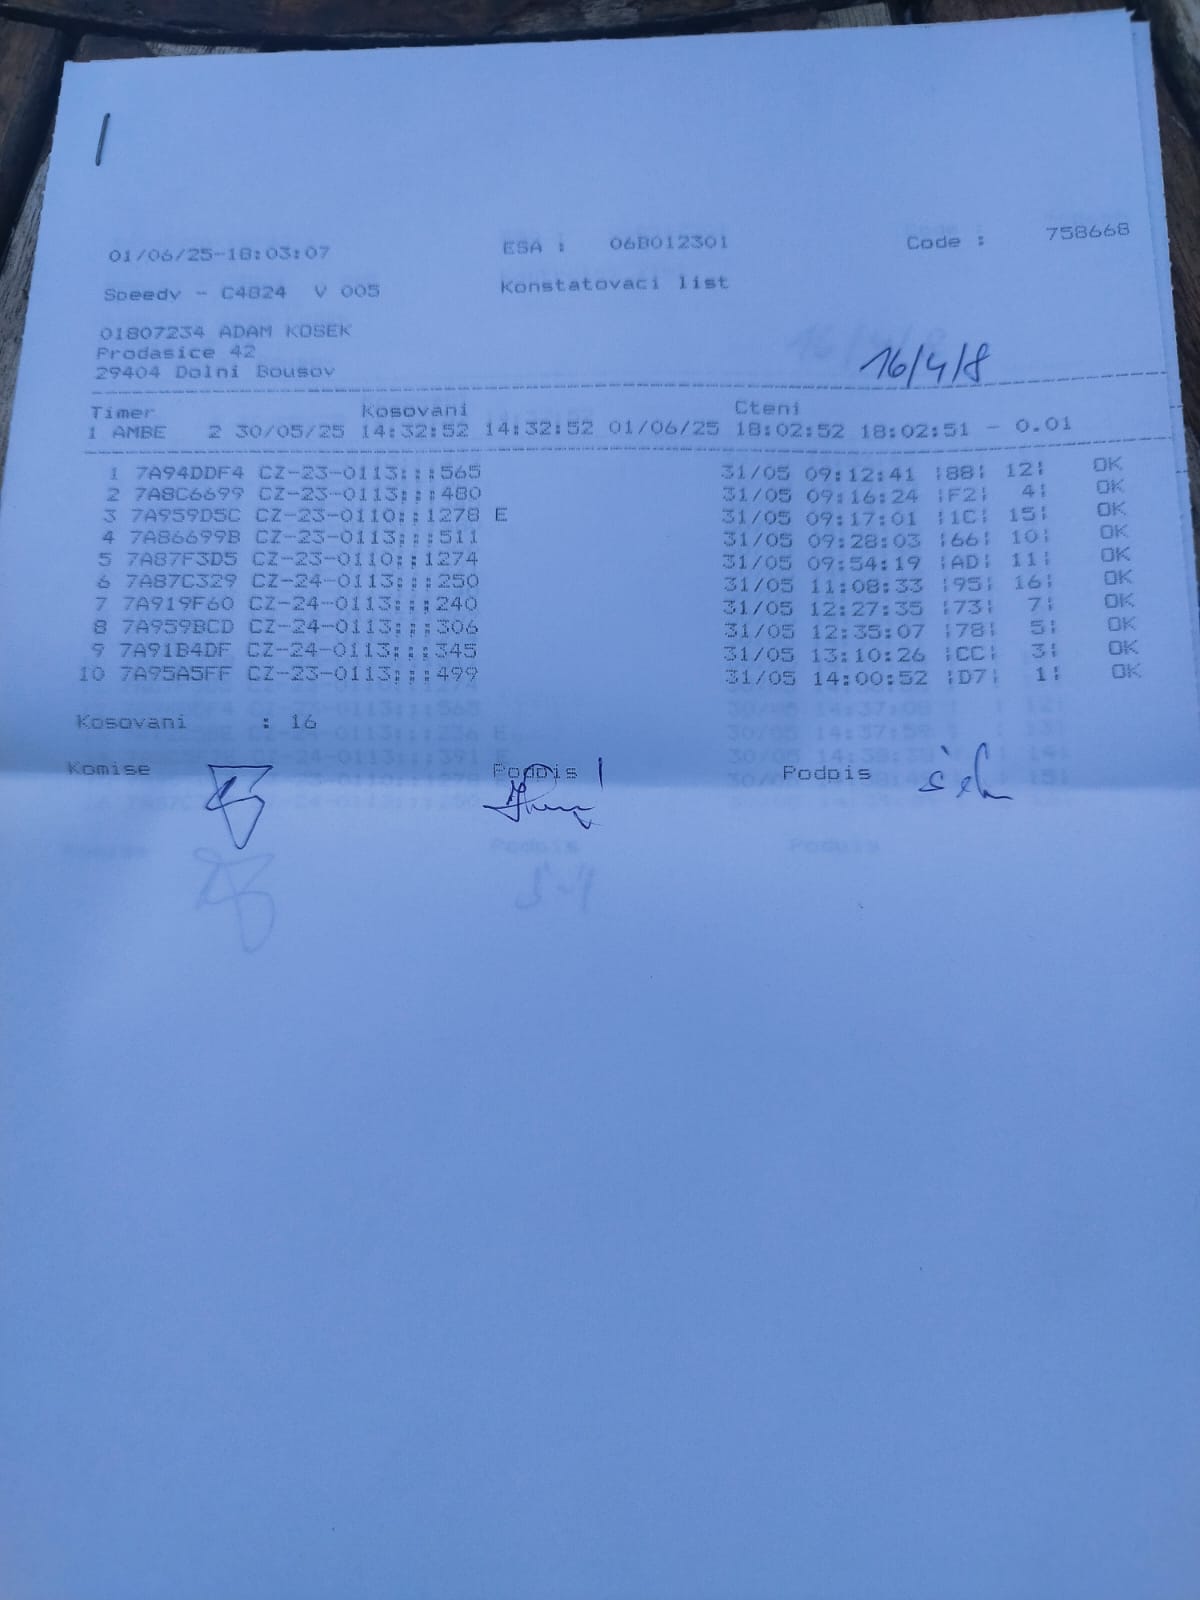 01/06/25-18:03:07 ESA : 06B012301 Code : 758668
Speedy - C4824 V 005 Konstatovaci list
01807234 ADAM KOSEK
Prodasice 42
29404 Dolni Bousov
16/4/8
Timer Kosovani Cteni
1 AMBE 2 30/05/25 14:32:52 14:32:52 01/06/25 18:02:52 18:02:51 - 0.01
1 7A94DDF4 CZ-23-0113:::565 31/05 09:12:41 ¦88¦ 12¦ OK
2 7A8C6699 CZ-23-0113:::480 31/05 09:16:24 ¦F2¦ 4¦ OK
3 7A959D5C CZ-23-0110::1278 E 31/05 09:17:01 ¦1C¦ 15¦ OK
4 7A86699B CZ-23-0113:::511 31/05 09:28:03 ¦66¦ 10¦ OK
5 7A87F3D5 CZ-23-0110::1274 31/05 09:54:19 ¦AD¦ 11¦ OK
6 7A87C329 CZ-24-0113:::250 31/05 11:08:33 ¦95¦ 16¦ OK
7 7A919F60 CZ-24-0113:::240 31/05 12:27:35 ¦73¦ 7¦ OK
8 7A959BCD CZ-24-0113:::306 31/05 12:35:07 ¦78¦ 5¦ OK
9 7A91B4DF CZ-24-0113:::345 31/05 13:10:26 ¦CC¦ 3¦ OK
10 7A95A5FF CZ-23-0113:::499 31/05 14:00:52 ¦D7¦ 1¦ OK
Kosovani : 16
Komise Podpis Podpis